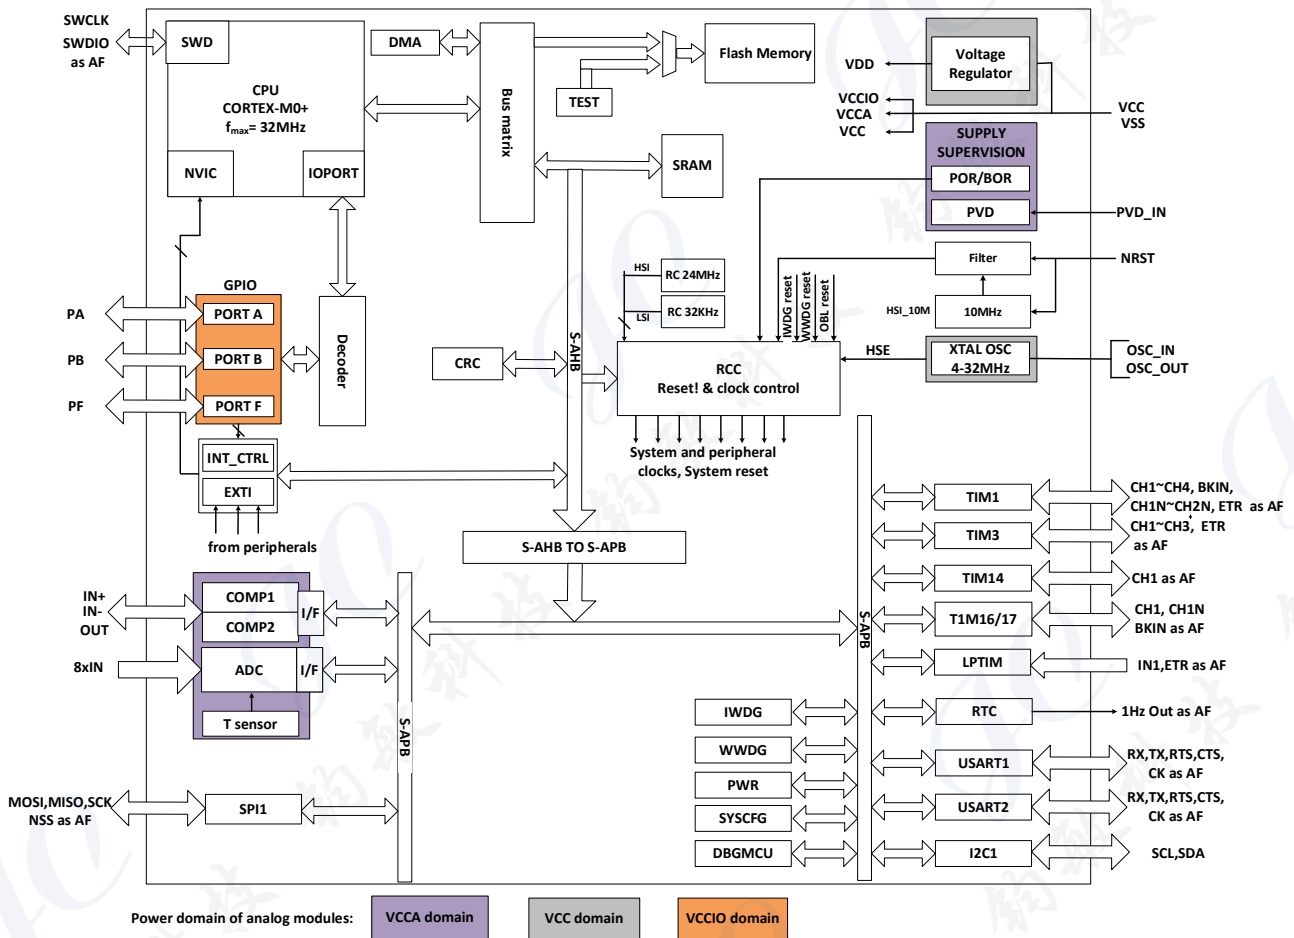 SWCLK
SWDIO
as AF
SWD
CPU
CORTEX-M0+
fmax= 32MHz
NVIC
IOPORT
DMA
Bus matrix
TEST
Flash Memory
SRAM
VDD
VCCIO
VCCA
VCC
Voltage
Regulator
VCC
VSS
SUPPLY
SUPERVISION
POR/BOR
PVD
PVD_IN
Filter
NRST
HSI_10M
10MHz
HSI
RC 24MHz
LSI
RC 32KHz
IWDG reset
WWDG reset
OBL reset
RCC
Reset! & clock control
HSE
XTAL OSC
4-32MHz
OSC_IN
OSC_OUT
System and peripheral
clocks, System reset
GPIO
PA
PORT A
PB
PORT B
PF
PORT F
Decoder
CRC
S-AHB
INT_CTRL
EXTI
from peripherals
S-AHB TO S-APB
IN+
IN-
OUT
COMP1
COMP2
I/F
8xIN
ADC
I/F
T sensor
S-APB
MOSI,MISO,SCK
NSS as AF
SPI1
S-APB
TIM1
CH1~CH4, BKIN,
CH1N~CH2N, ETR as AF
TIM3
CH1~CH3, ETR
as AF
TIM14
CH1 as AF
T1M16/17
CH1, CH1N
BKIN as AF
LPTIM
IN1,ETR as AF
IWDG
RTC
1Hz Out as AF
WWDG
USART1
RX,TX,RTS,CTS,
CK as AF
PWR
SYSCFG
USART2
RX,TX,RTS,CTS,
CK as AF
DBGMCU
I2C1
SCL,SDA
Power domain of analog modules:
VCCA domain
VCC domain
VCCIO domain